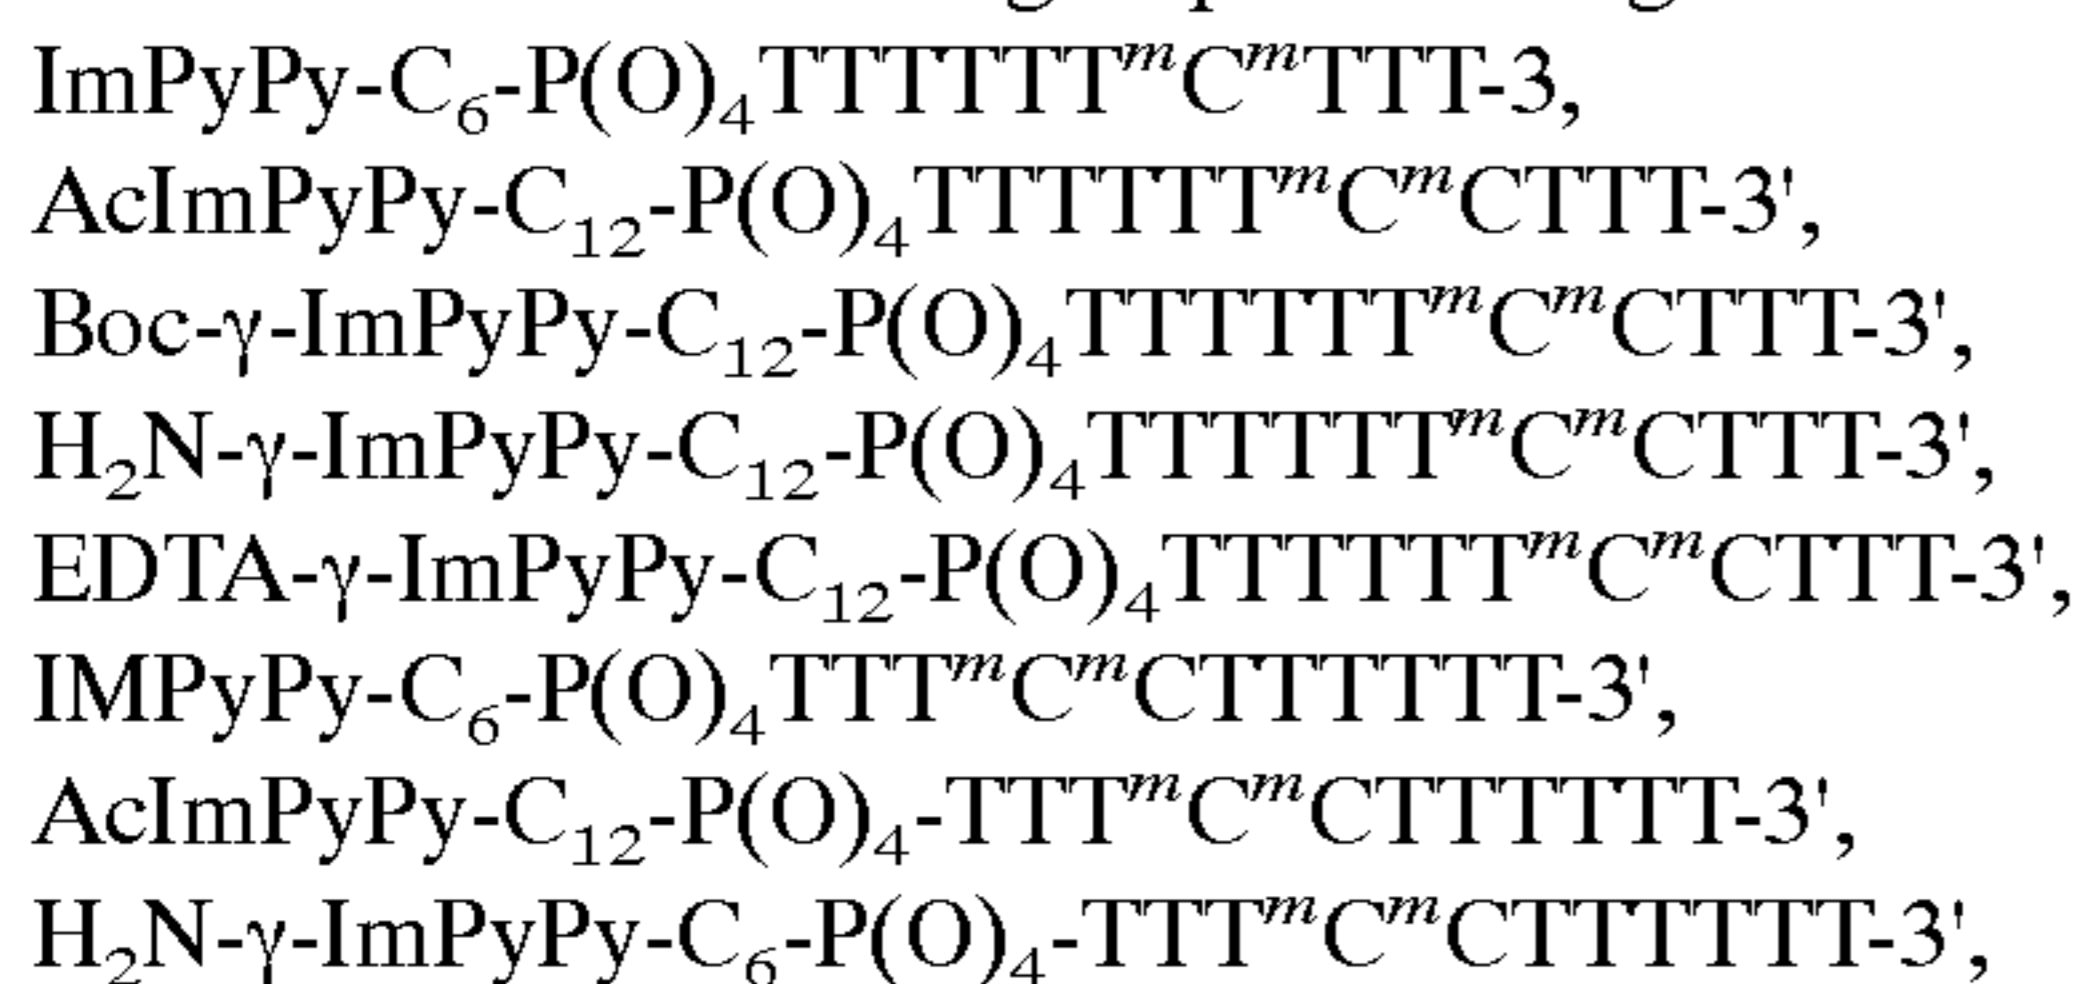 ImPyPy-C₆-P(O)₄TTTTTTᵐCᵐTTT-3,
AcImPyPy-C₁₂-P(O)₄TTTTTTᵐCᵐCTTT-3',
Boc-γ-ImPyPy-C₁₂-P(O)₄TTTTTTᵐCᵐCTTT-3',
H₂N-γ-ImPyPy-C₁₂-P(O)₄TTTTTTᵐCᵐCTTT-3',
EDTA-γ-ImPyPy-C₁₂-P(O)₄TTTTTTᵐCᵐCTTT-3',
IMPyPy-C₆-P(O)₄TTTᵐCᵐCTTTTTT-3',
AcImPyPy-C₁₂-P(O)₄-TTTᵐCᵐCTTTTTT-3',
H₂N-γ-ImPyPy-C₆-P(O)₄-TTTᵐCᵐCTTTTTT-3',